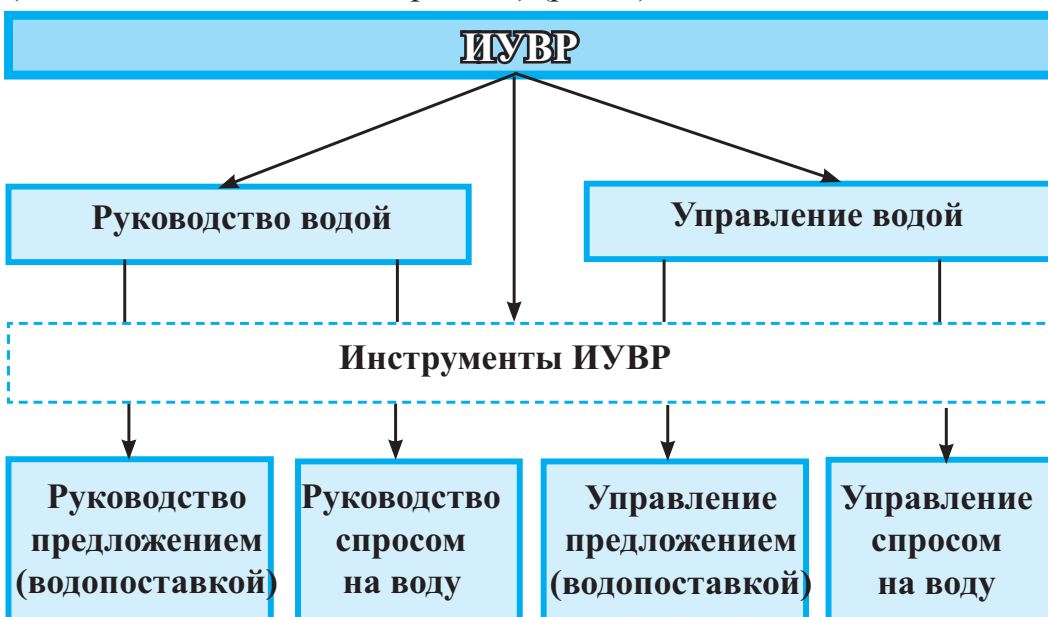 ИУВР
Руководство водой
Управление водой
Инструменты ИУВР
Руководство
предложением
(водопоставкой)
Руководство
спросом
на воду
Управление
предложением
(водопоставкой)
Управление
спросом
на воду